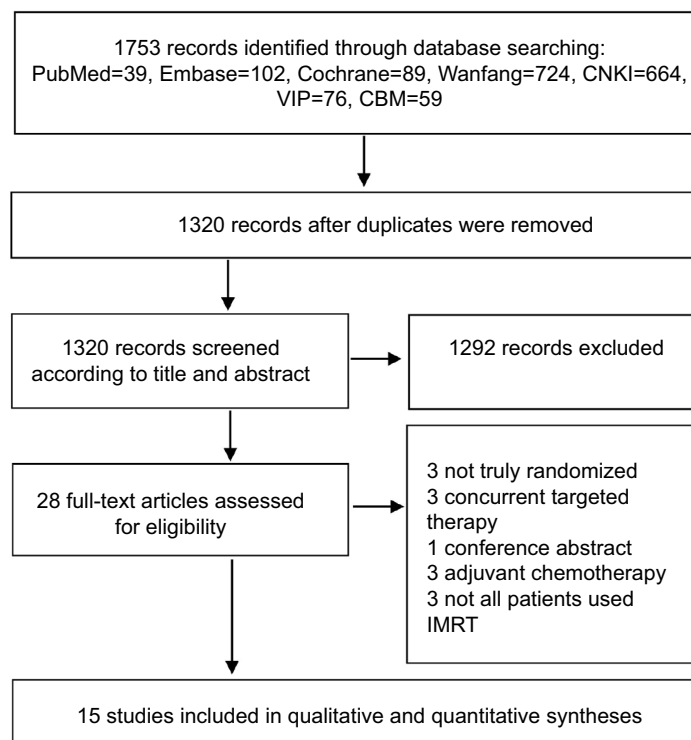 1753 records identified through database searching:
PubMed=39, Embase=102, Cochrane=89, Wanfang=724, CNKI=664,
VIP=76, CBM=59
1320 records after duplicates were removed
1320 records screened
according to title and abstract
1292 records excluded
28 full-text articles assessed
for eligibility
3 not truly randomized
3 concurrent targeted
therapy
1 conference abstract
3 adjuvant chemotherapy
3 not all patients used
IMRT
15 studies included in qualitative and quantitative syntheses